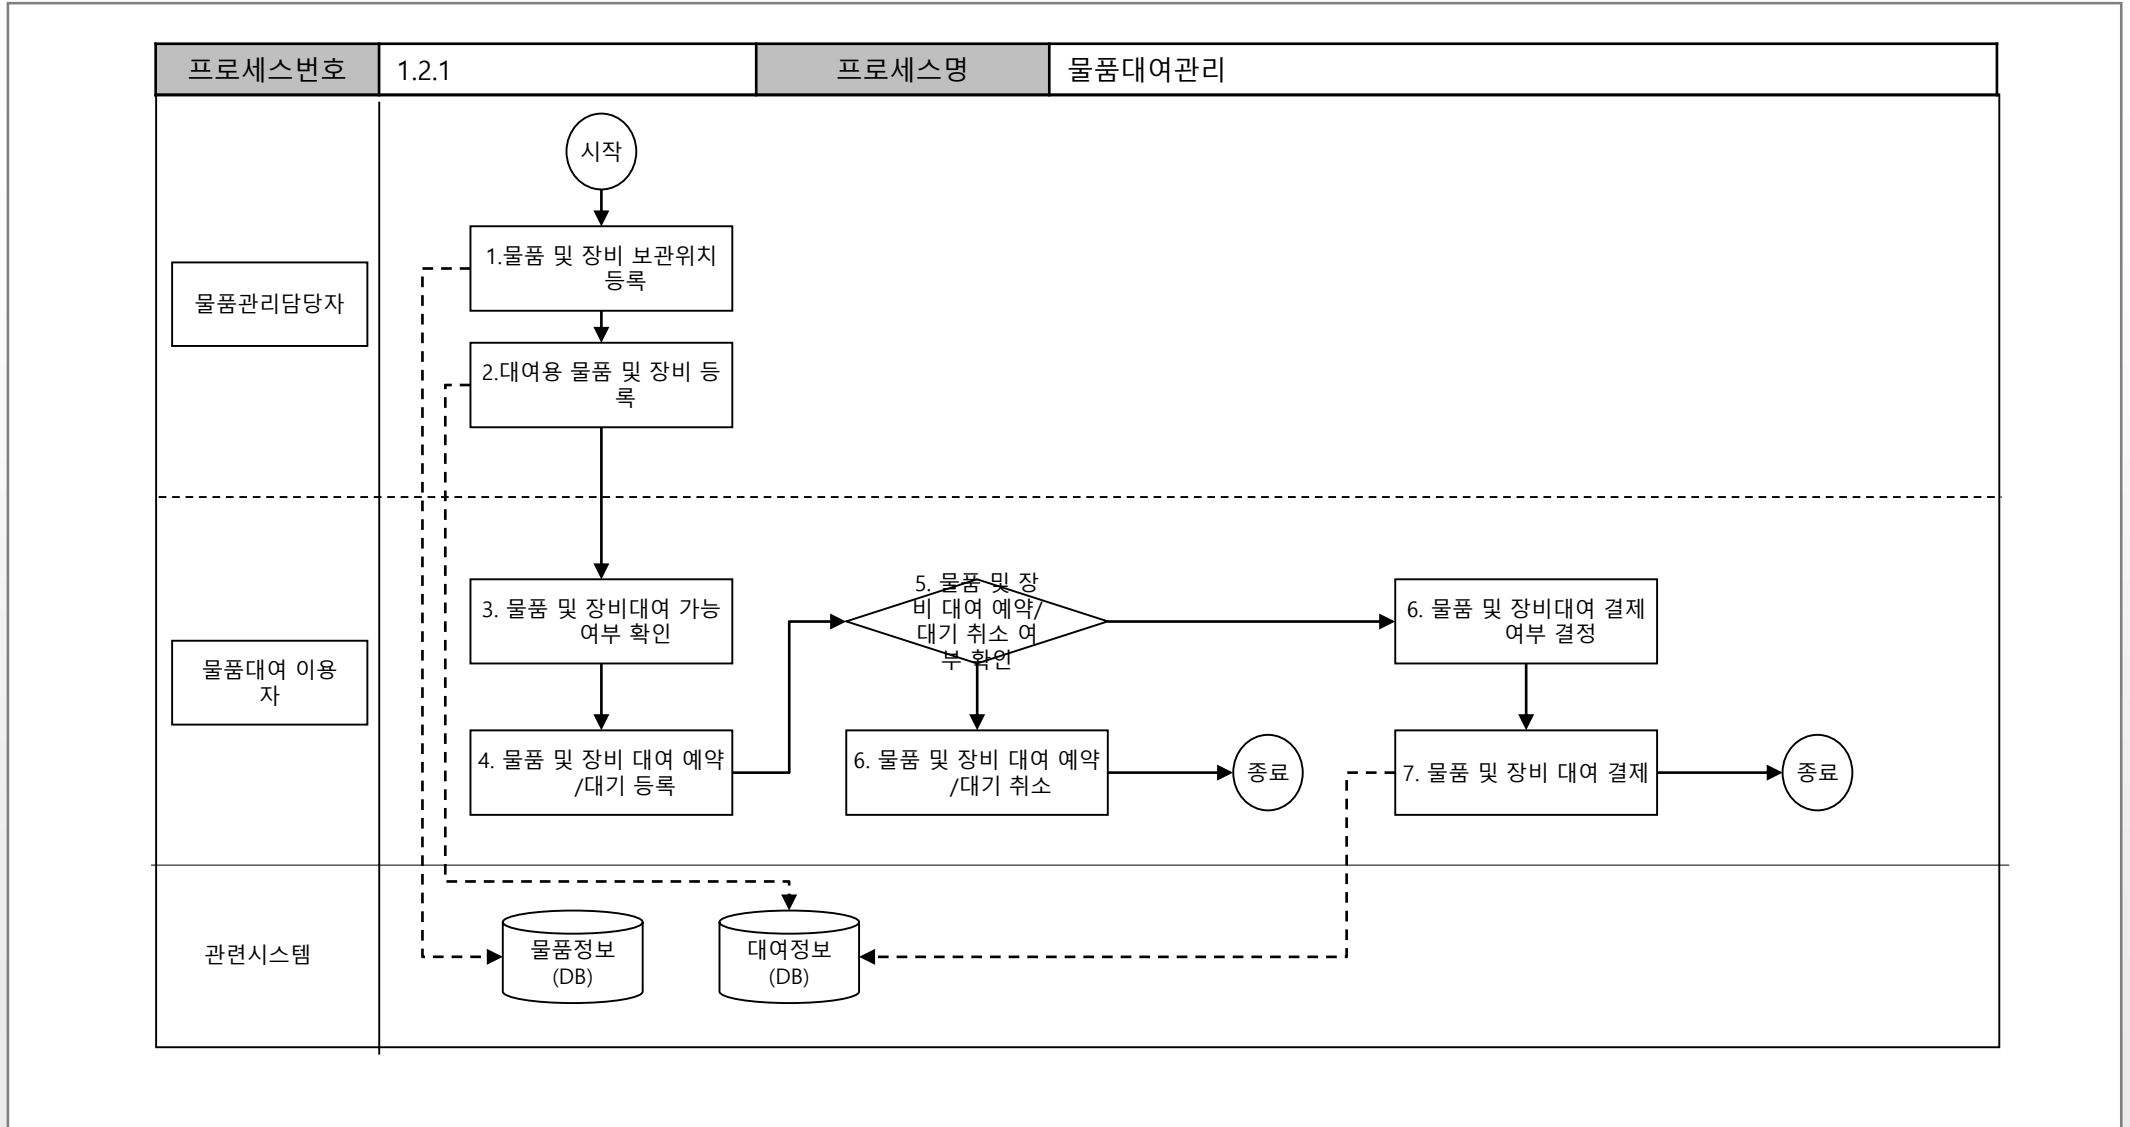 프로세스번호
1.2.1
프로세스명
물품대여관리
시작
1.물품 및 장비 보관위치
등록
물품관리담당자
2.대여용 물품 및 장비 등
록
3. 물품 및 장비대여 가능
여부 확인
5. 물품 및 장
비 대여 예약/
대기 취소 여
부 확인
6. 물품 및 장비대여 결제
여부 결정
물품대여 이용
자
4. 물품 및 장비 대여 예약
/대기 등록
6. 물품 및 장비 대여 예약
/대기 취소
종료
7. 물품 및 장비 대여 결제
종료
관련시스템
물품정보
(DB)
대여정보
(DB)